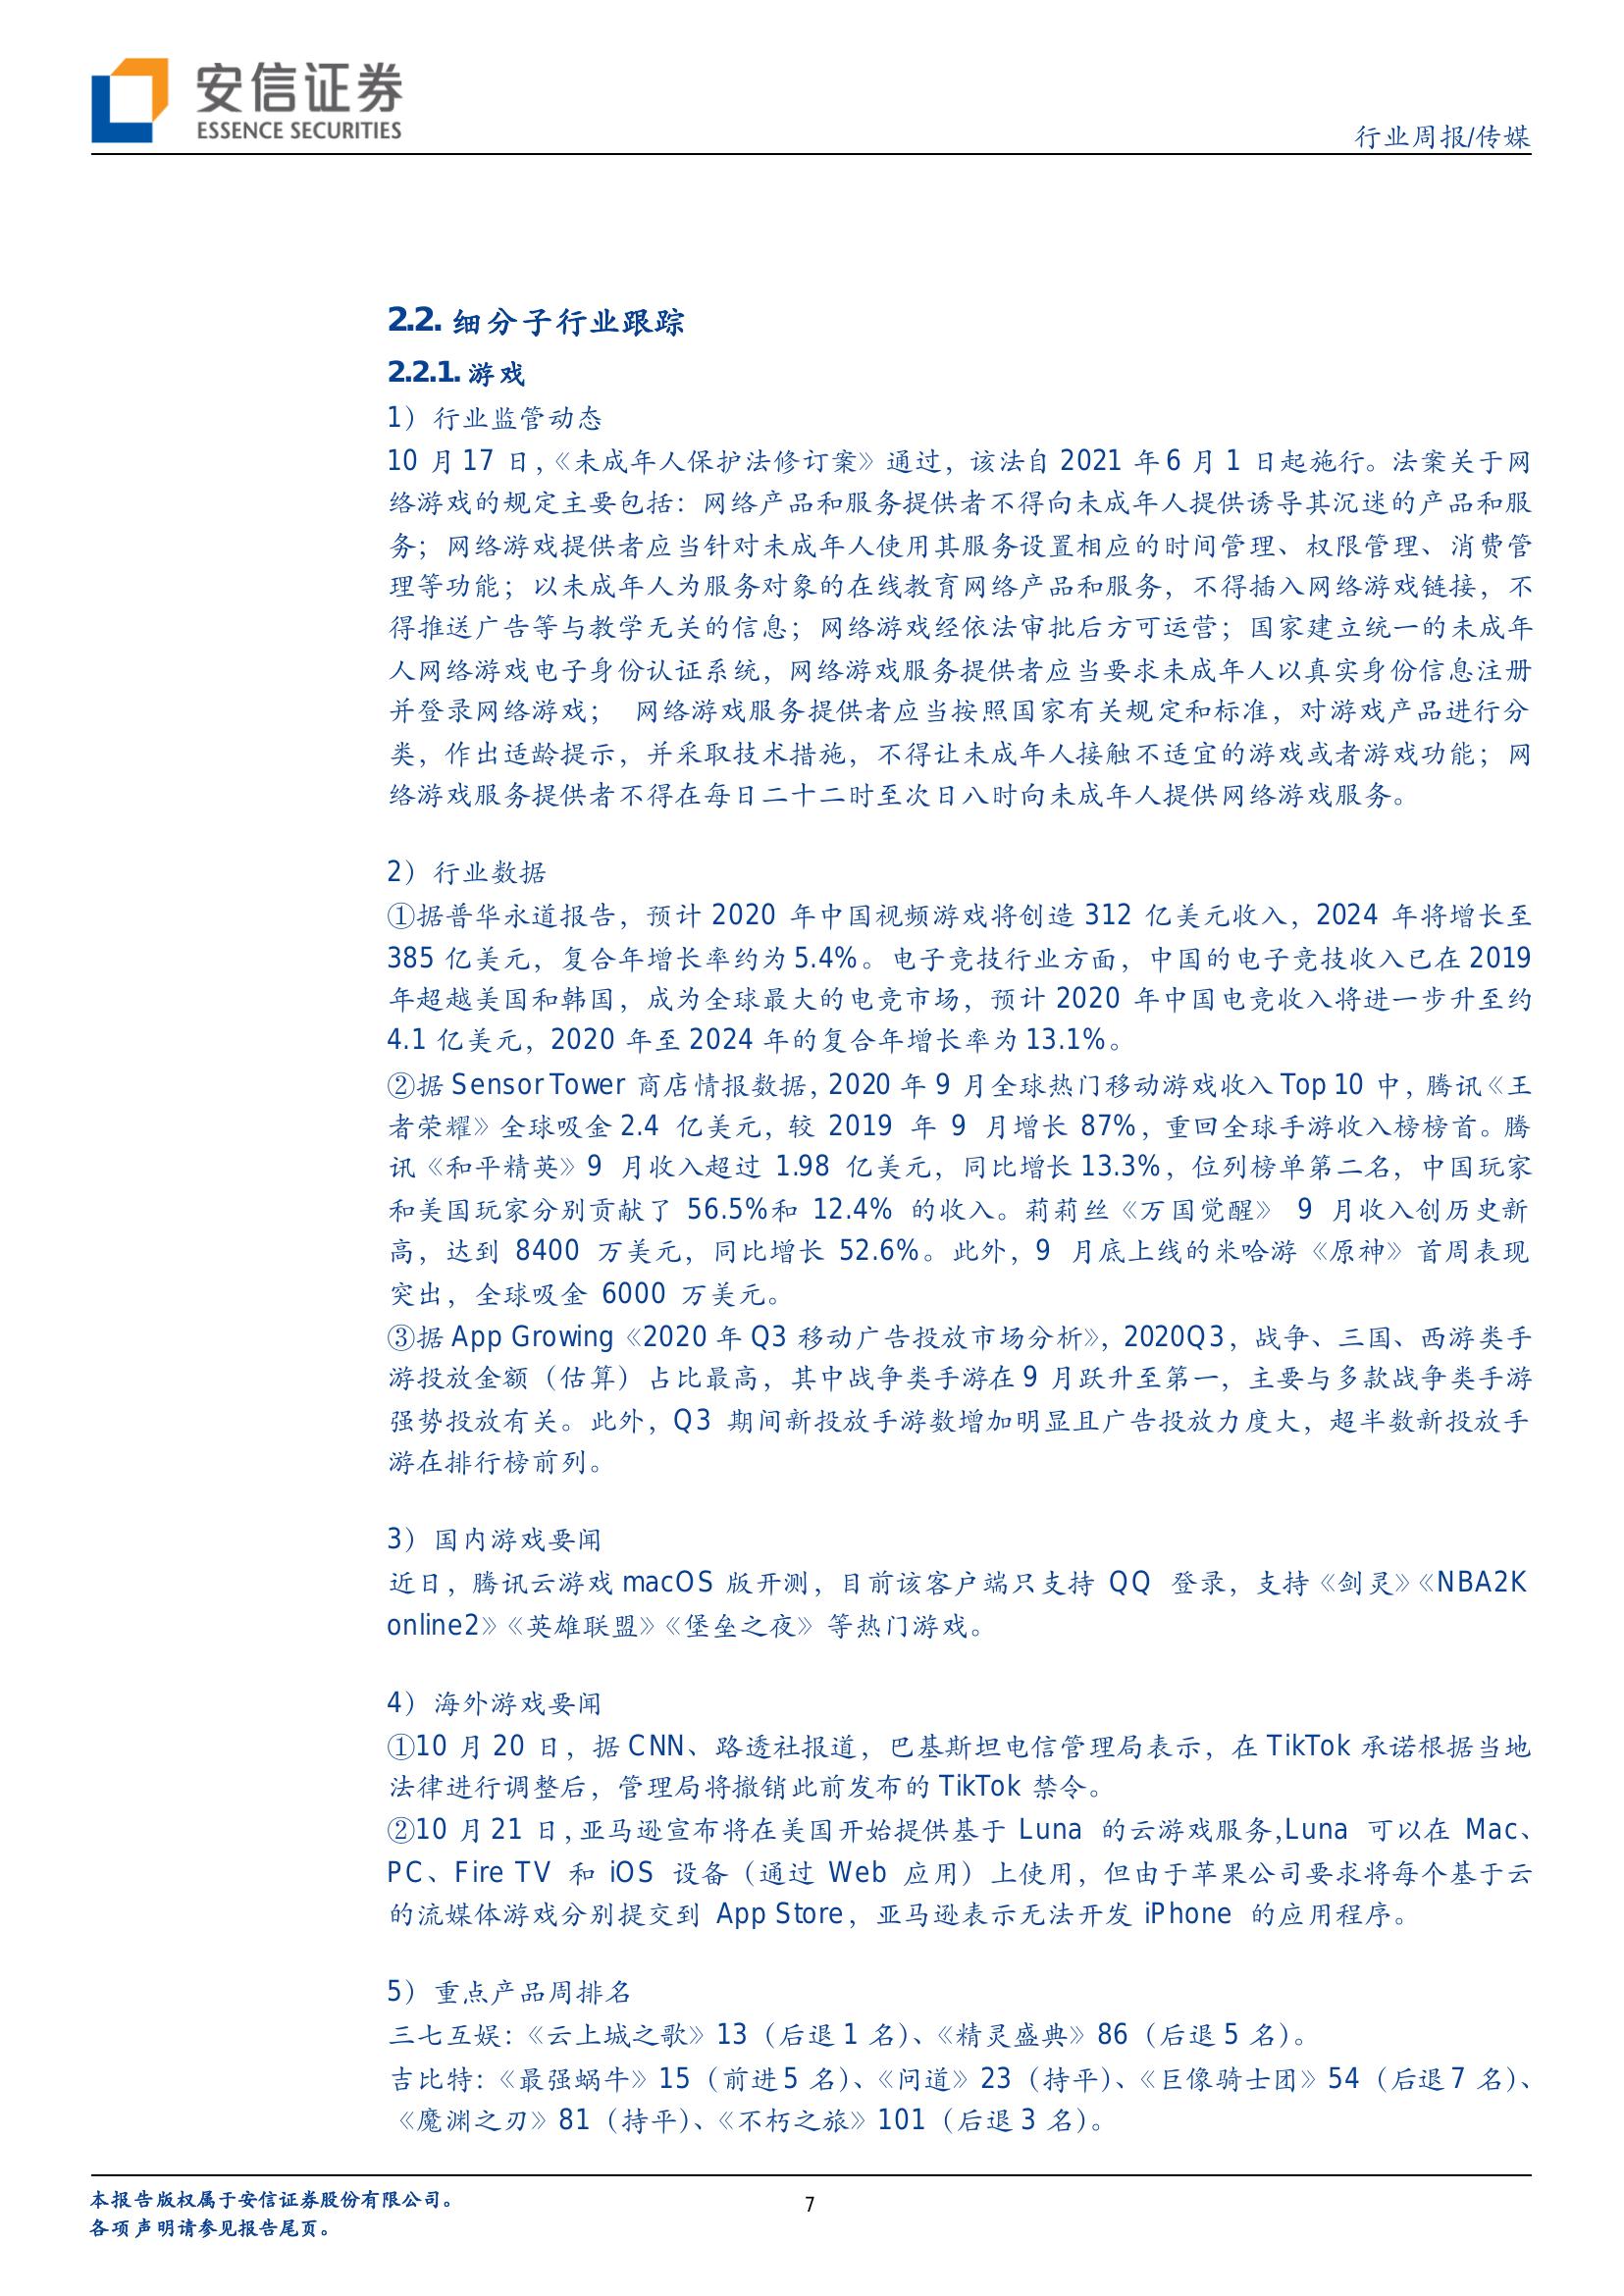 安信证券
ESSENCE SECURITIES
行业周报/传媒
2.2. 细分子行业跟踪
2.2.1. 游戏
1）行业监管动态
10 月 17 日，《未成年人保护法修订案》通过，该法自 2021 年 6 月 1 日起施行。法案关于网
络游戏的规定主要包括：网络产品和服务提供者不得向未成年人提供诱导其沉迷的产品和服
务；网络游戏提供者应当针对未成年人使用其服务设置相应的时间管理、权限管理、消费管
理等功能；以未成年人为服务对象的在线教育网络产品和服务，不得插入网络游戏链接，不
得推送广告等与教学无关的信息；网络游戏经依法审批后方可运营；国家建立统一的未成年
人网络游戏电子身份认证系统，网络游戏服务提供者应当要求未成年人以真实身份信息注册
并登录网络游戏； 网络游戏服务提供者应当按照国家有关规定和标准，对游戏产品进行分
类，作出适龄提示，并采取技术措施，不得让未成年人接触不适宜的游戏或者游戏功能；网
络游戏服务提供者不得在每日二十二时至次日八时向未成年人提供网络游戏服务。
2）行业数据
①据普华永道报告，预计 2020 年中国视频游戏将创造 312 亿美元收入，2024 年将增长至
385 亿美元，复合年增长率约为 5.4%。电子竞技行业方面，中国的电子竞技收入已在 2019
年超越美国和韩国，成为全球最大的电竞市场，预计 2020 年中国电竞收入将进一步升至约
4.1 亿美元，2020 年至 2024 年的复合年增长率为 13.1%。
②据 Sensor Tower 商店情报数据，2020 年 9 月全球热门移动游戏收入 Top 10 中，腾讯《王
者荣耀》全球吸金 2.4 亿美元，较 2019 年 9 月增长 87%，重回全球手游收入榜榜首。腾
讯《和平精英》9 月收入超过 1.98 亿美元，同比增长 13.3%，位列榜单第二名，中国玩家
和美国玩家分别贡献了 56.5%和 12.4% 的收入。莉莉丝《万国觉醒》 9 月收入创历史新
高，达到 8400 万美元，同比增长 52.6%。此外，9 月底上线的米哈游《原神》首周表现
突出，全球吸金 6000 万美元。
③据 App Growing《2020 年 Q3 移动广告投放市场分析》，2020Q3，战争、三国、西游类手
游投放金额（估算）占比最高，其中战争类手游在 9 月跃升至第一，主要与多款战争类手游
强势投放有关。此外，Q3 期间新投放手游数增加明显且广告投放力度大，超半数新投放手
游在排行榜前列。
3）国内游戏要闻
近日，腾讯云游戏 macOS 版开测，目前该客户端只支持 QQ 登录，支持《剑灵》《NBA2K
online2》《英雄联盟》《堡垒之夜》等热门游戏。
4）海外游戏要闻
①10 月 20 日，据 CNN、路透社报道，巴基斯坦电信管理局表示，在 TikTok 承诺根据当地
法律进行调整后，管理局将撤销此前发布的 TikTok 禁令。
②10 月 21 日，亚马逊宣布将在美国开始提供基于 Luna 的云游戏服务,Luna 可以在 Mac、
PC、Fire TV 和 iOS 设备（通过 Web 应用）上使用，但由于苹果公司要求将每个基于云
的流媒体游戏分别提交到 App Store，亚马逊表示无法开发 iPhone 的应用程序。
5）重点产品周排名
三七互娱：《云上城之歌》13（后退 1 名）、《精灵盛典》86（后退 5 名）。
吉比特：《最强蜗牛》15（前进 5 名）、《问道》23（持平）、《巨像骑士团》54（后退 7 名）、
《魔渊之刃》81（持平）、《不朽之旅》101（后退 3 名）。
本报告版权属于安信证券股份有限公司。
各项声明请参见报告尾页。
7